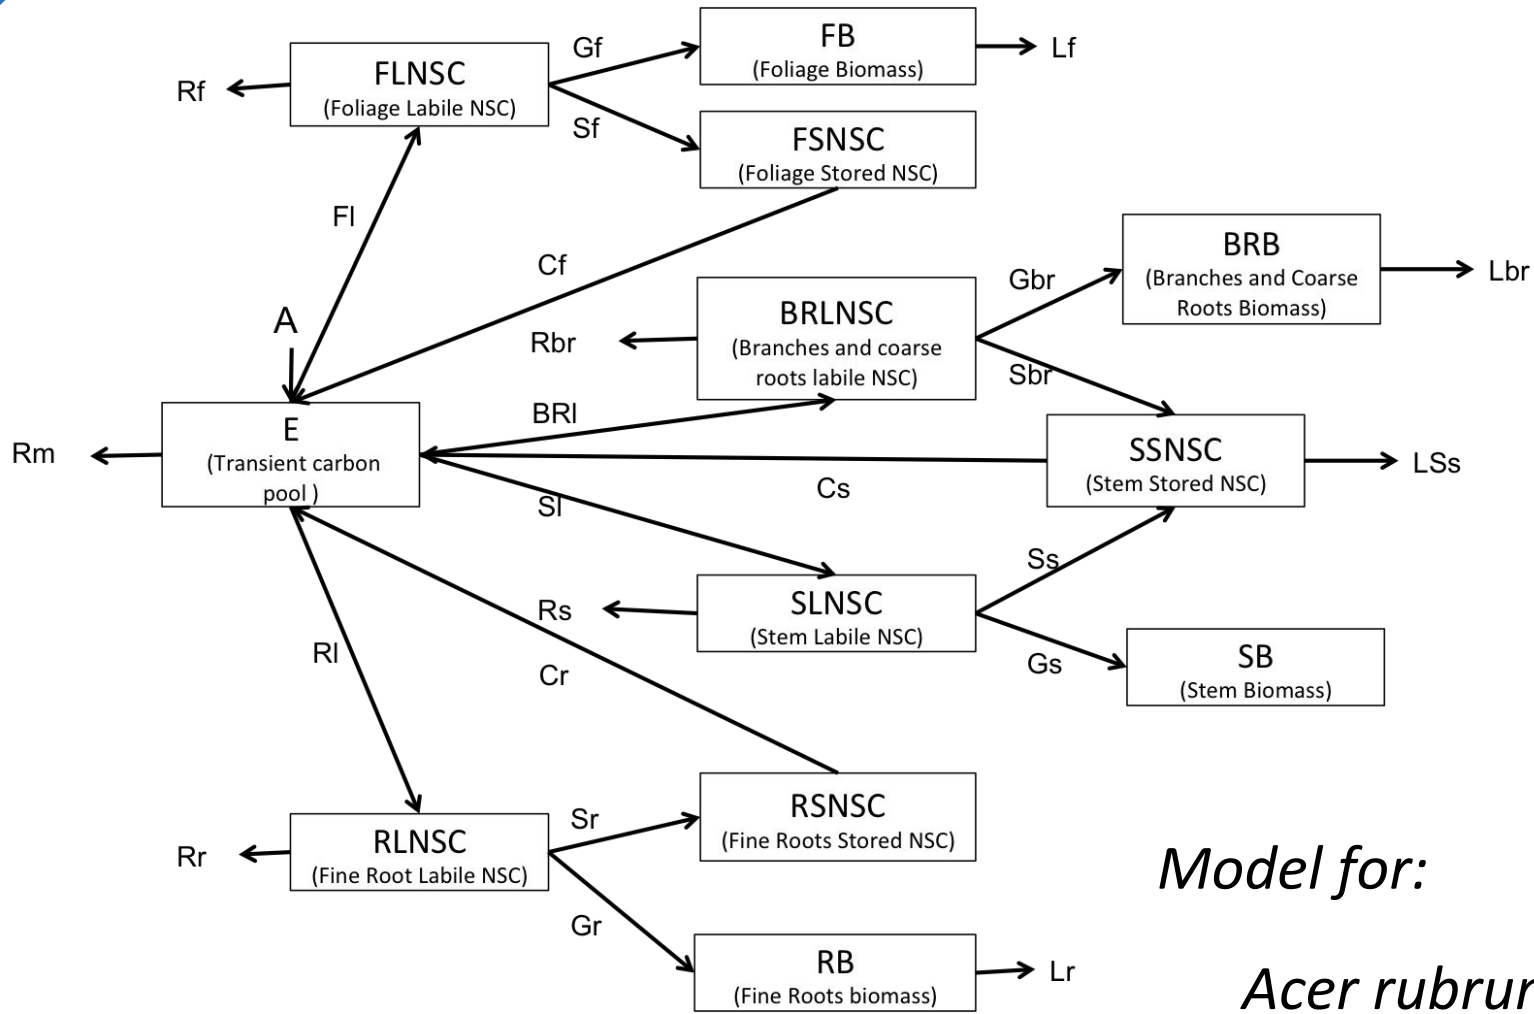 FB
(Foliage Biomass)
Gf
Lf
FLNSC
(Foliage Labile NSC)
Rf
Sf
FSNSC
(Foliage Stored NSC)
Fl
Cf
BRB
(Branches and Coarse
Roots Biomass)
Lbr
Gbr
BRLNSC
(Branches and coarse
roots labile NSC)
Rbr
A
Sbr
BRl
E
(Transient carbon
pool )
Rm
SSNSC
(Stem Stored NSC)
LSs
Cs
Sl
Ss
SLNSC
(Stem Labile NSC)
Rs
Rl
Cr
Gs
SB
(Stem Biomass)
RSNSC
(Fine Roots Stored NSC)
Sr
RLNSC
(Fine Root Labile NSC)
Rr
Gr
RB
(Fine Roots biomass)
Lr
Model for:
Acer